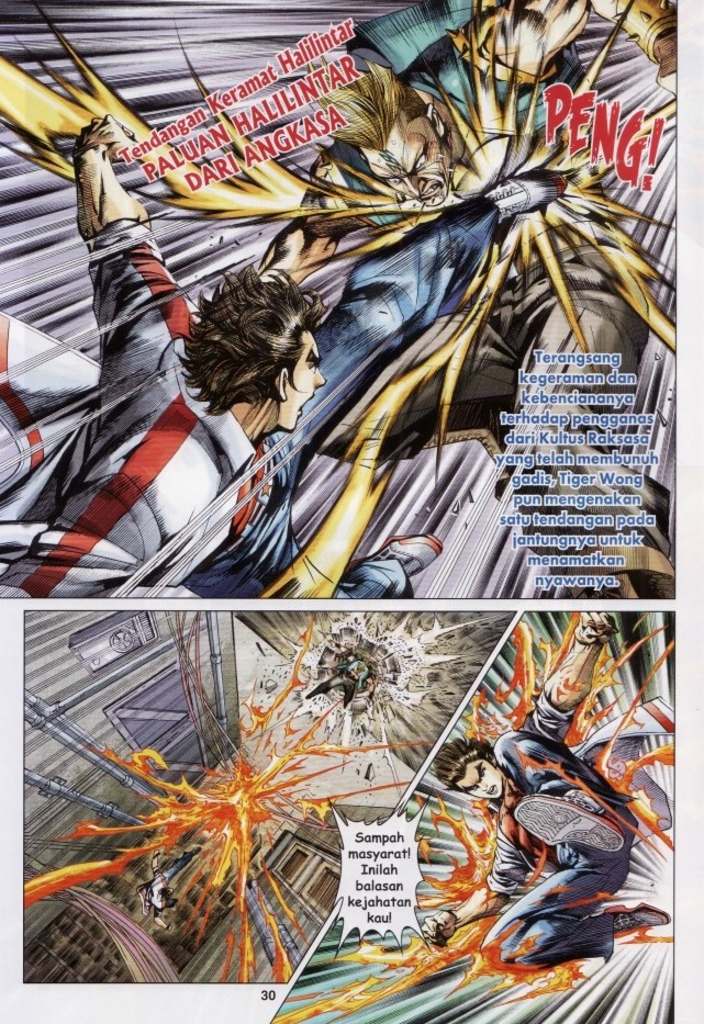 Tendangan Keramat Halilintar
PALUAN HALILINTAR
DARI ANGKASA
PENG!
Terangsang
kegeraman dan
kebenciananya
terhadap pengganas
dari Kultus Raksasa
yang telah membunuh
gadis, Tiger Wong
pun mengenakan
satu tendangan pada
jantungnya untuk
menamatkan
nyawanya.
Sampah
masyarat!
Inilah
balasan
kejahatan
kau!
30